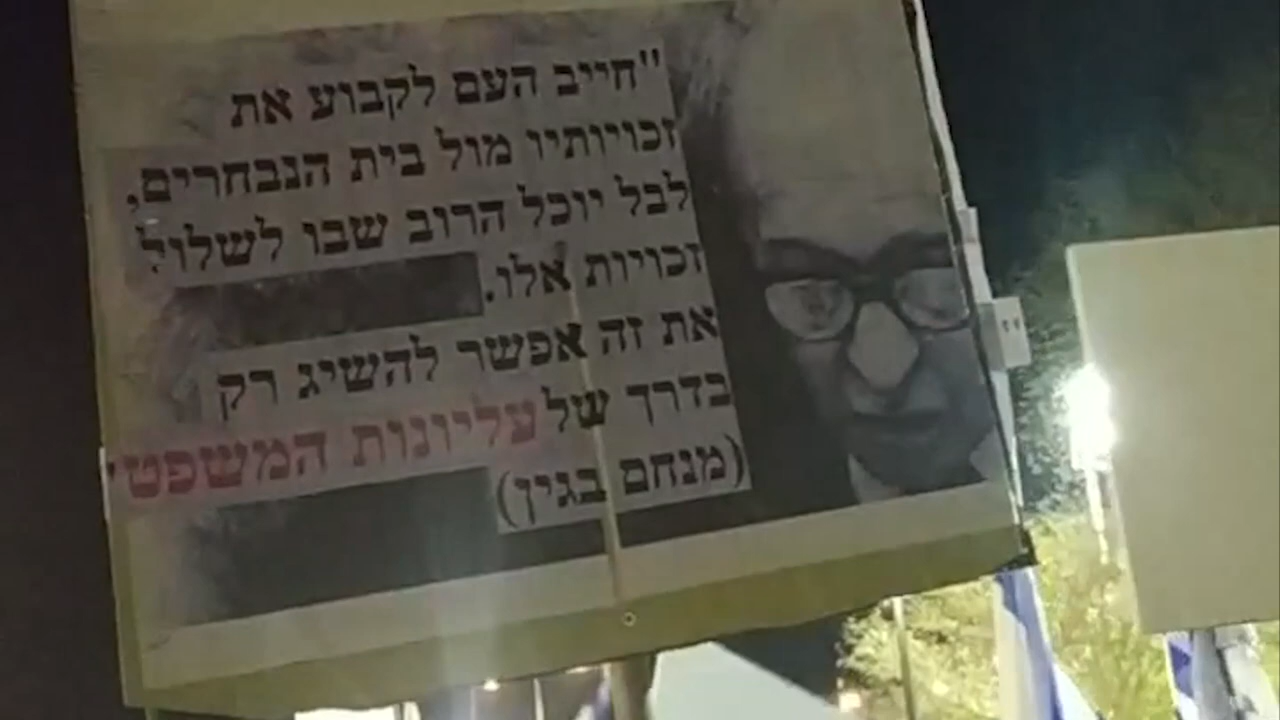 "חייב העם לקבוע את
זכויותיו מול בית הנבחרים,
לבל יוכל הרוב שבו לשלול
זכויות אלו.
את זה אפשר להשיג רק
בדרך של עליונות המשפט"
(מנחם בגין)